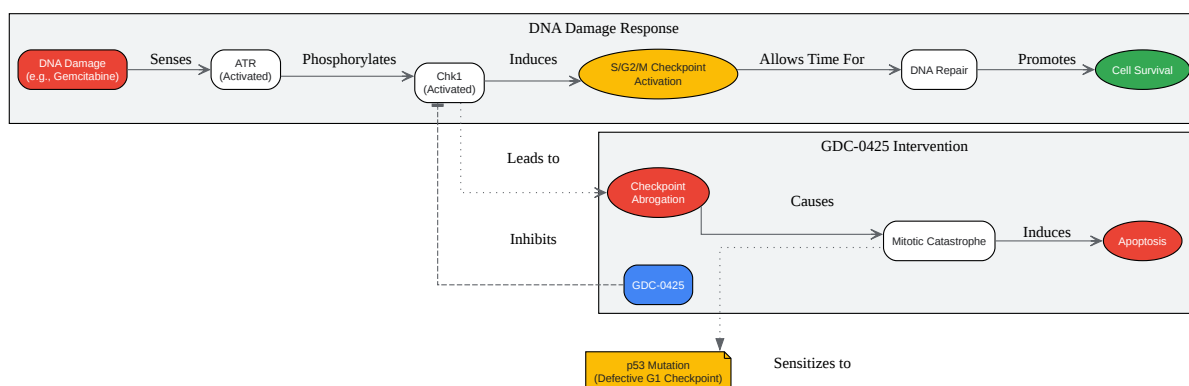 DNA Damage Response
DNA Damage
(e.g., Gemcitabine)
Senses
ATR
(Activated)
Phosphorylates
Chk1
(Activated)
Induces
S/G2/M Checkpoint
Activation
Allows Time For
DNA Repair
Promotes
Cell Survival
GDC-0425 Intervention
Leads to
Checkpoint
Abrogation
Causes
Mitotic Catastrophe
Induces
Apoptosis
Inhibits
GDC-0425
Sensitizes to
p53 Mutation
(Defective G1 Checkpoint)